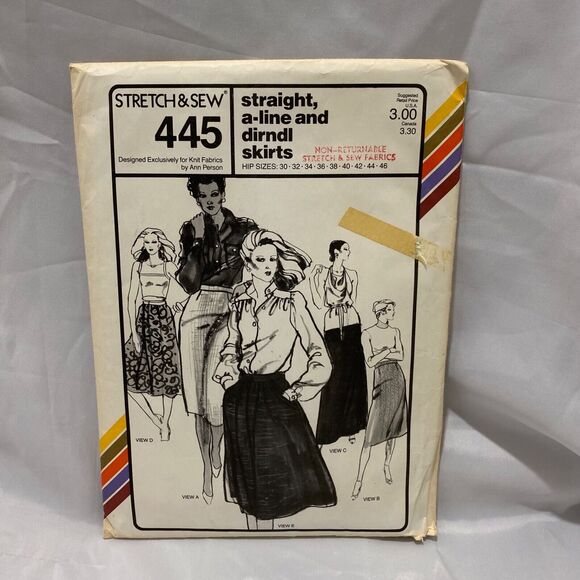 STRETCH & SEW®
445
Designed Exclusively for Knit Fabrics
by Ann Person
straight,
a-line and
dirndl
skirts
NON-RETURNABLE
STRETCH & SEW FABRICS
HIP SIZES: 30 • 32 • 34 • 36 • 38 • 40 • 42 • 44 • 46
Suggested
Retail Price
U.S.A.
3.00
Canada
3.30
VIEW D
VIEW A
VIEW E
VIEW C
VIEW B